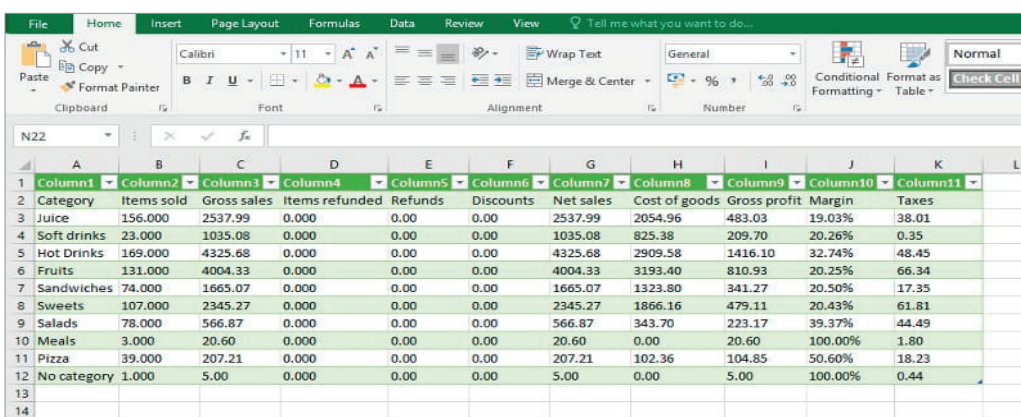 File Home Insert Page Layout Formulas Data Review View Tell me what you want to do...
Cut
Copy
Format Painter
Paste
Clipboard
Calibri 11 A A
B I U A
Font
Wrap Text
Merge & Center
Alignment
General
% , .00 .00
Number
Conditional Formatting
Format as Table
Normal
Check Cell
N22 fx
A B C D E F G H I J K L
1 Column1 Column2 Column3 Column4 Column5 Column6 Column7 Column8 Column9 Column10 Column11
2 Category Items sold Gross sales Items refunded Refunds Discounts Net sales Cost of goods Gross profit Margin Taxes
3 Juice 156.000 2537.99 0.000 0.00 0.00 2537.99 2054.96 483.03 19.03% 38.01
4 Soft drinks 23.000 1035.08 0.000 0.00 0.00 1035.08 825.38 209.70 20.26% 0.35
5 Hot Drinks 169.000 4325.68 0.000 0.00 0.00 4325.68 2909.58 1416.10 32.74% 48.45
6 Fruits 131.000 4004.33 0.000 0.00 0.00 4004.33 3193.40 810.93 20.25% 66.34
7 Sandwiches 74.000 1665.07 0.000 0.00 0.00 1665.07 1323.80 341.27 20.50% 17.35
8 Sweets 107.000 2345.27 0.000 0.00 0.00 2345.27 1866.16 479.11 20.43% 61.81
9 Salads 78.000 566.87 0.000 0.00 0.00 566.87 343.70 223.17 39.37% 44.49
10 Meals 3.000 20.60 0.000 0.00 0.00 20.60 0.00 20.60 100.00% 1.80
11 Pizza 39.000 207.21 0.000 0.00 0.00 207.21 102.36 104.85 50.60% 18.23
12 No category 1.000 5.00 0.000 0.00 0.00 5.00 0.00 5.00 100.00% 0.44
13
14